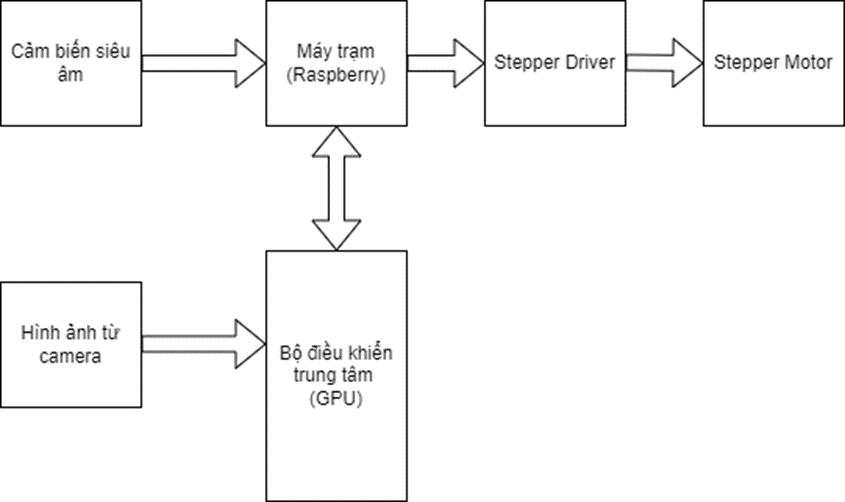 Cảm biến siêu
âm
Máy trạm
(Raspberry)
Stepper Driver
Stepper Motor
Hình ảnh từ
camera
Bộ điều khiển
trung tâm
(GPU)